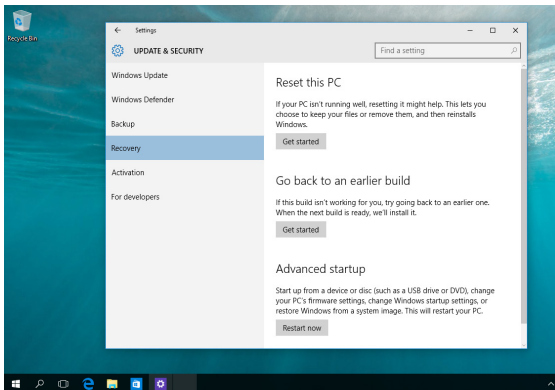 Recycle Bin
Settings
UPDATE & SECURITY
Find a setting
Windows Update
Windows Defender
Backup
Recovery
Activation
For developers
Reset this PC
If your PC isn't running well, resetting it might help. This lets you
choose to keep your files or remove them, and then reinstalls
Windows.
Get started
Go back to an earlier build
If this build isn't working for you, try going back to an earlier one.
When the next build is ready, we'll install it.
Get started
Advanced startup
Start up from a device or disc (such as a USB drive or DVD), change
your PC's firmware settings, change Windows startup settings, or
restore Windows from a system image. This will restart your PC.
Restart now